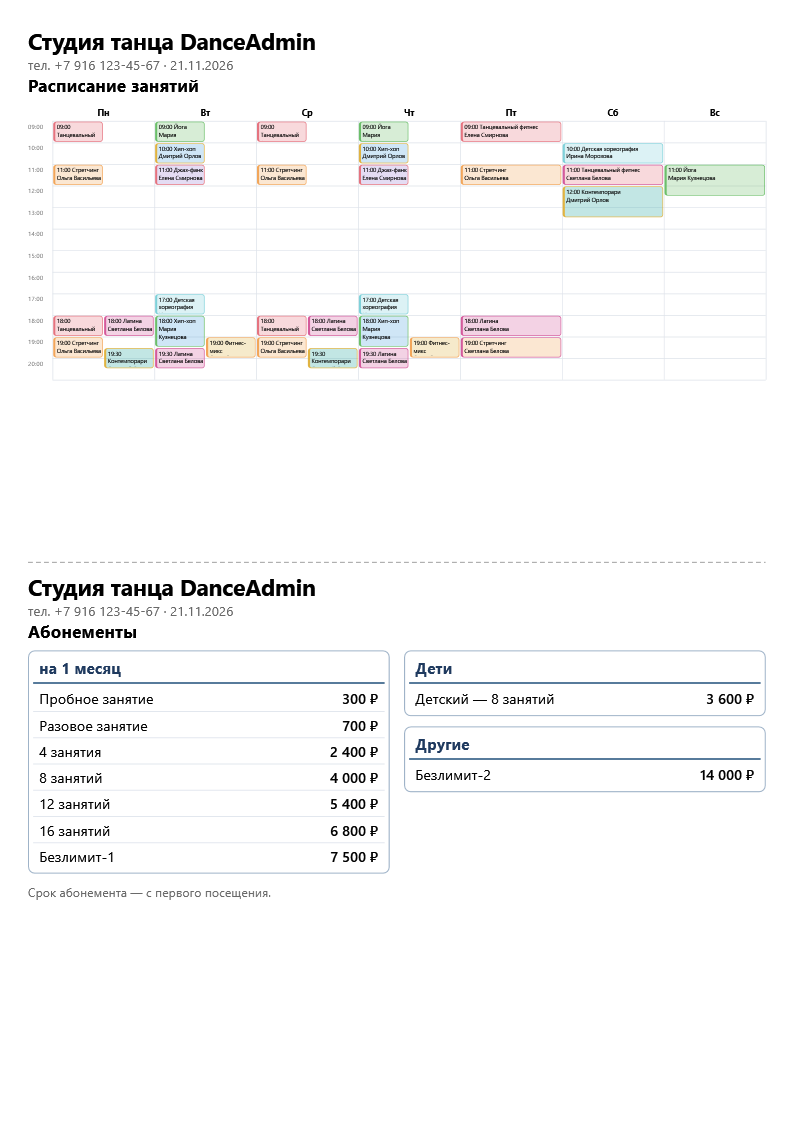 Студия танца DanceAdmin
тел. +7 916 123-45-67 · 21.11.2026
Расписание занятий
Пн Вт Ср Чт Пт Сб Вс
09:00
09:00
Танцевальный
09:00 Йога
Мария
09:00
Танцевальный
09:00 Йога
Мария
09:00 Танцевальный фитнес
Елена Смирнова
10:00
10:00 Хип-хоп
Дмитрий Орлов
10:00 Хип-хоп
Дмитрий Орлов
10:00 Детская хореография
Ирина Морозова
11:00
11:00 Стретчинг
Ольга Васильева
11:00 Джаз-фанк
Елена Смирнова
11:00 Стретчинг
Ольга Васильева
11:00 Джаз-фанк
Елена Смирнова
11:00 Стретчинг
Ольга Васильева
11:00 Танцевальный фитнес
Светлана Белова
11:00 Йога
Мария Кузнецова
12:00
12:00 Контемпорари
Дмитрий Орлов
13:00
14:00
15:00
16:00
17:00
17:00 Детская
хореография
17:00 Детская
хореография
18:00
18:00
Танцевальный
18:00 Латина
Светлана Белова
18:00 Хип-хоп
Мария
Кузнецова
18:00
Танцевальный
18:00 Латина
Светлана Белова
18:00 Хип-хоп
Мария
Кузнецова
18:00 Латина
Светлана Белова
19:00
19:00 Стретчинг
Ольга Васильева
19:30
Контемпорари
19:30 Латина
Светлана Белова
19:00 Фитнес-
микс
19:00 Стретчинг
Ольга Васильева
19:30
Контемпорари
19:30 Латина
Светлана Белова
19:00 Фитнес-
микс
19:00 Стретчинг
Светлана Белова
20:00
Студия танца DanceAdmin
тел. +7 916 123-45-67 · 21.11.2026
Абонементы
на 1 месяц
Пробное занятие 300 ₽
Разовое занятие 700 ₽
4 занятия 2 400 ₽
8 занятий 4 000 ₽
12 занятий 5 400 ₽
16 занятий 6 800 ₽
Безлимит-1 7 500 ₽
Дети
Детский — 8 занятий 3 600 ₽
Другие
Безлимит-2 14 000 ₽
Срок абонемента — с первого посещения.